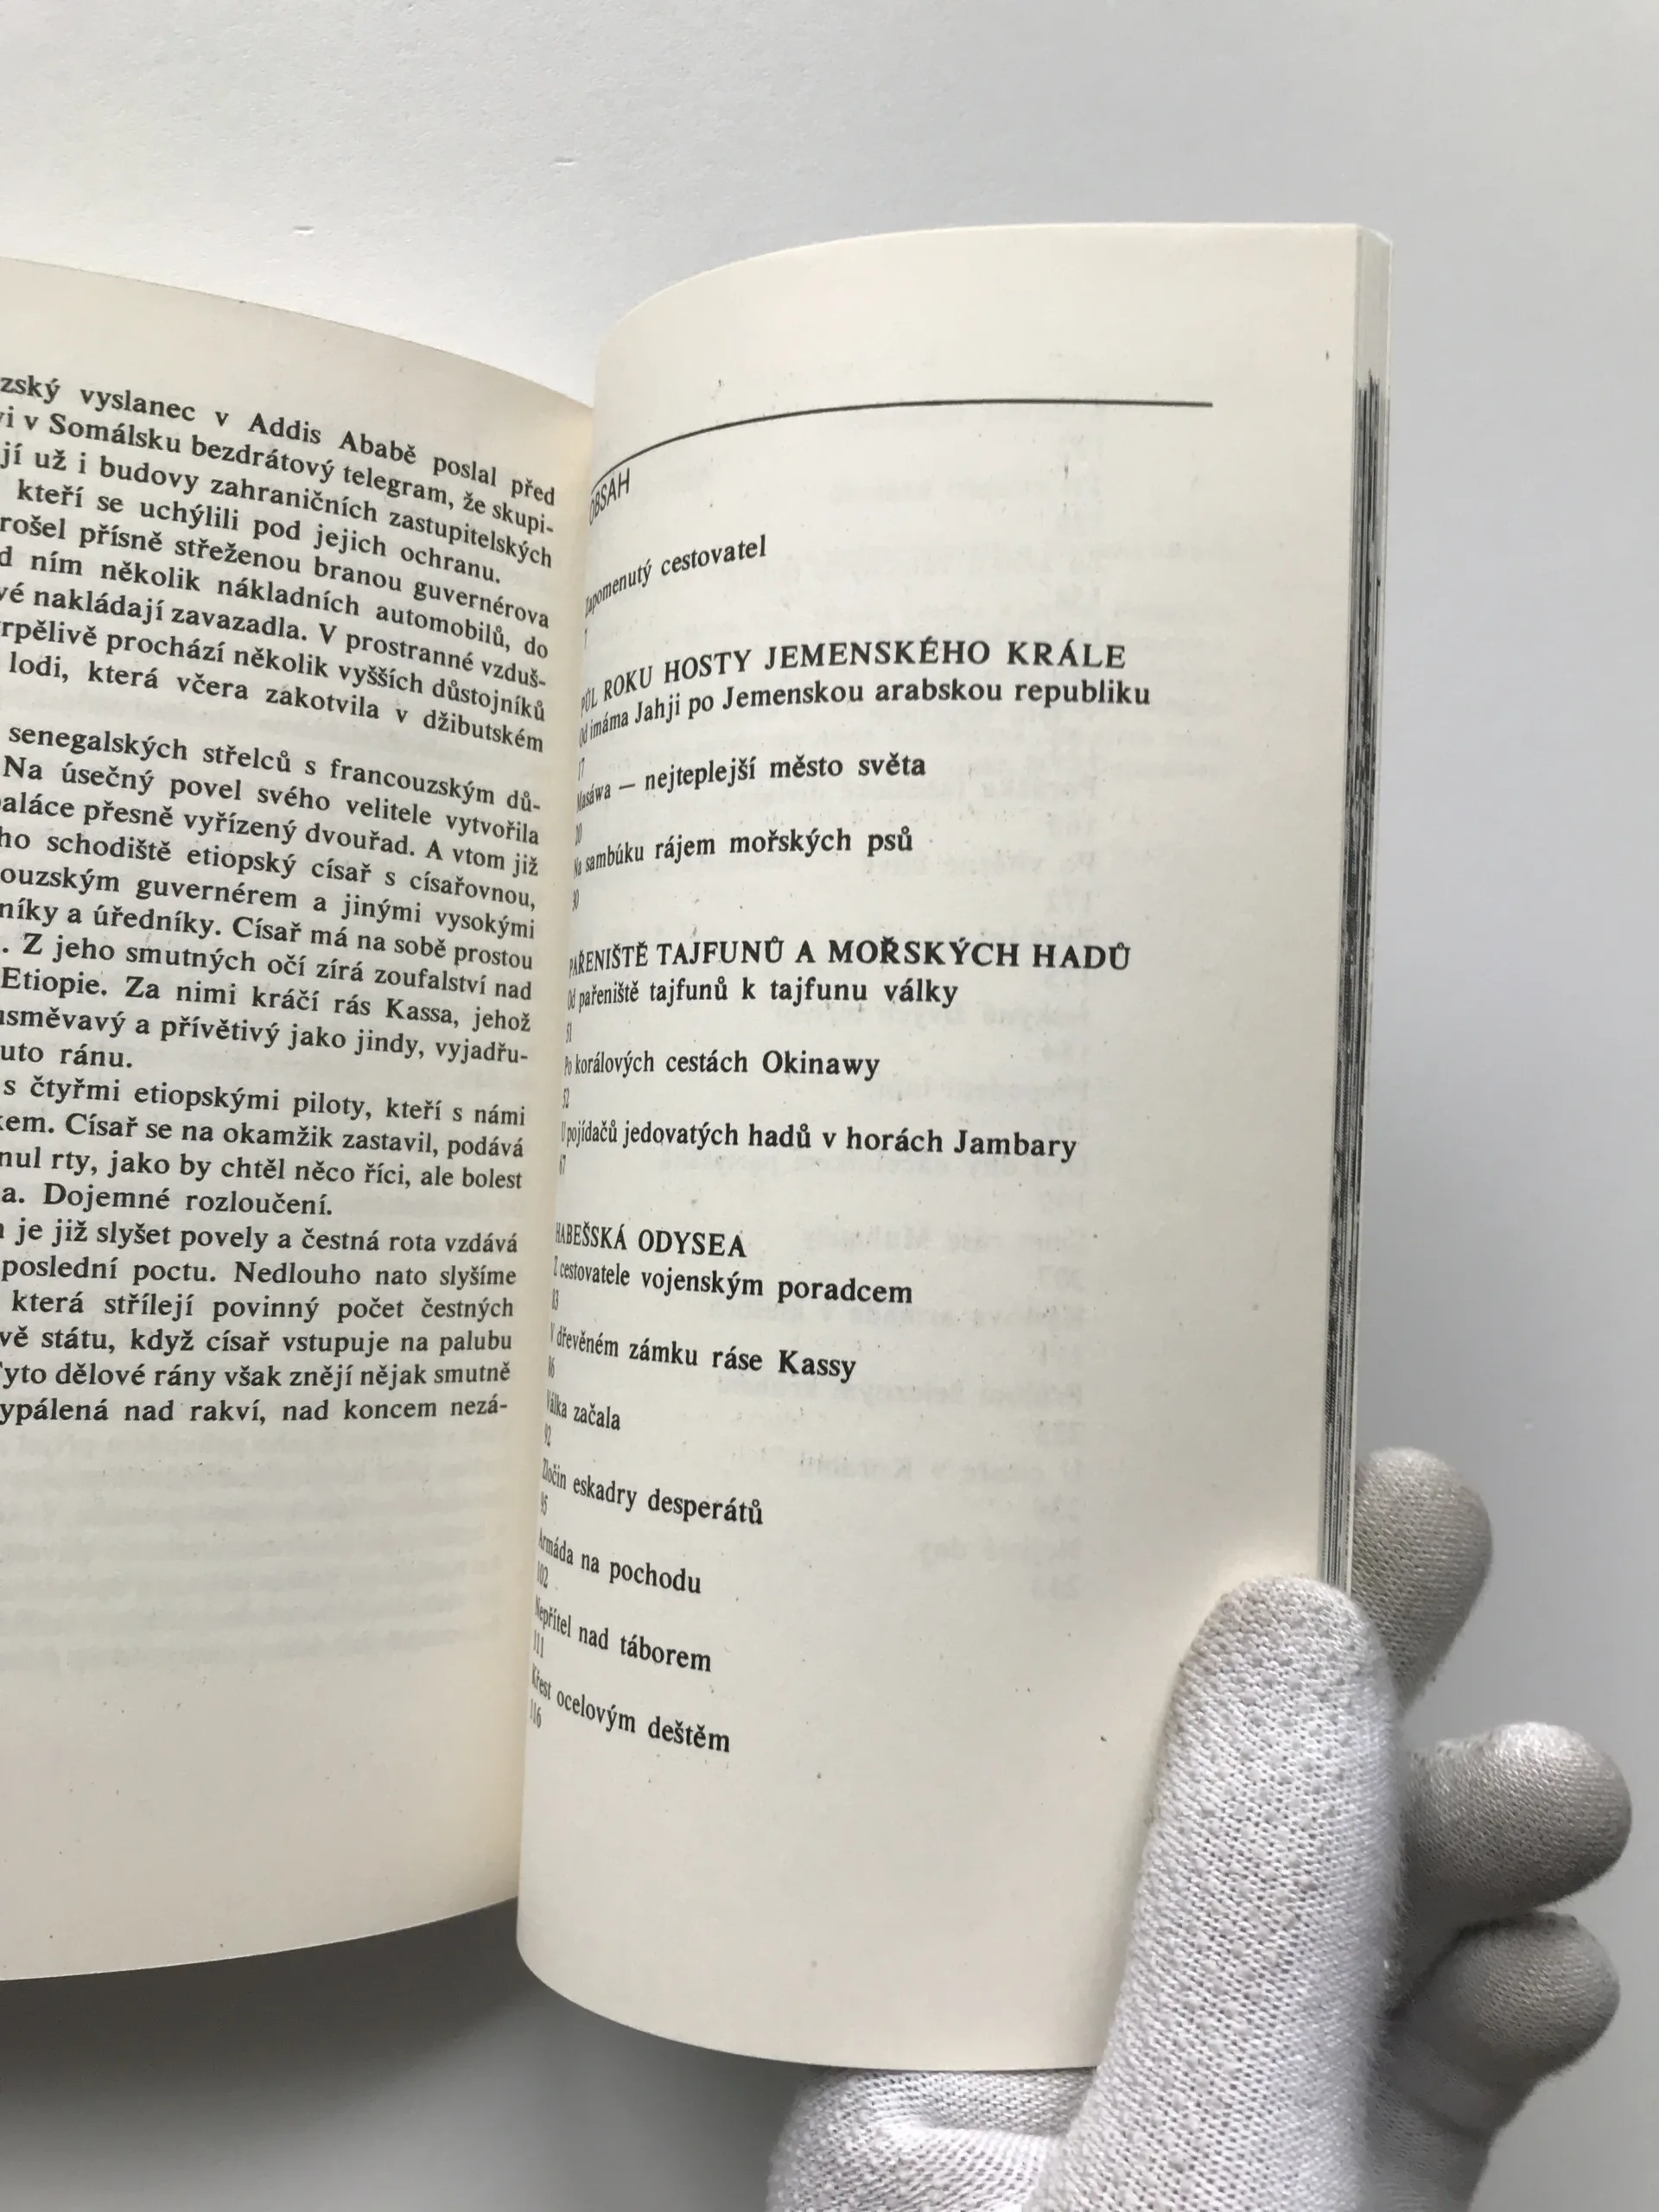 zský vyslanec v Addis Ababě poslal před
vi v Somálsku bezdrátový telegram, že skupi-
jí už i budovy zahraničních zastupitelských
kteří se uchýlili pod jejich ochranu.
rošel přísně střeženou branou guvernérova
d ním několik nákladních automobilů, do
vé nakládají zavazadla. V prostranné vzduš-
rpělivě prochází několik vyšších důstojníků
lodi, která včera zakotvila v džibutském
senegalských střelců s francouzským dů-
Na úsečný povel svého velitele vytvořila
paláce přesně vyřízený dvouřad. A vtom již
ho schodiště etiopský císař s císařovnou,
ouzským guvernérem a jinými vysokými
níky a úředníky. Císař má na sobě prostou
. Z jeho smutných očí zírá zoufalství nad
Etiopie. Za nimi kráčí rás Kassa, jehož
usměvavý a přívětivý jako jindy, vyjadřu-
uto ránu.
s čtyřmi etiopskými piloty, kteří s námi
kem. Císař se na okamžik zastavil, podává
nul rty, jako by chtěl něco říci, ale bolest
a. Dojemné rozloučení.
je již slyšet povely a čestná rota vzdává
poslední poctu. Nedlouho nato slyšíme
která střílejí povinný počet čestných
vě státu, když císař vstupuje na palubu
Tyto dělové rány však znějí nějak smutně
ypálená nad rakví, nad koncem nezá-
OBSAH
Zapomenutý cestovatel
7
PŮL ROKU HOSTY JEMENSKÉHO KRÁLE
Od imáma Jahji po Jemenskou arabskou republiku
17
Masáwa — nejteplejší město světa
20
Na sambúku rájem mořských psů
30
PAŘENIŠTĚ TAJFUNŮ A MOŘSKÝCH HADŮ
Od pařeniště tajfunů k tajfunu války
51
Po korálových cestách Okinawy
52
U pojídačů jedovatých hadů v horách Jambary
67
HABEŠSKÁ ODYSEA
Z cestovatele vojenským poradcem
83
V dřevěném zámku ráse Kassy
86
Válka začala
92
Zločin eskadry desperátů
95
Armáda na pochodu
102
Nepřítel nad táborem
111
Křest ocelovým deštěm
116